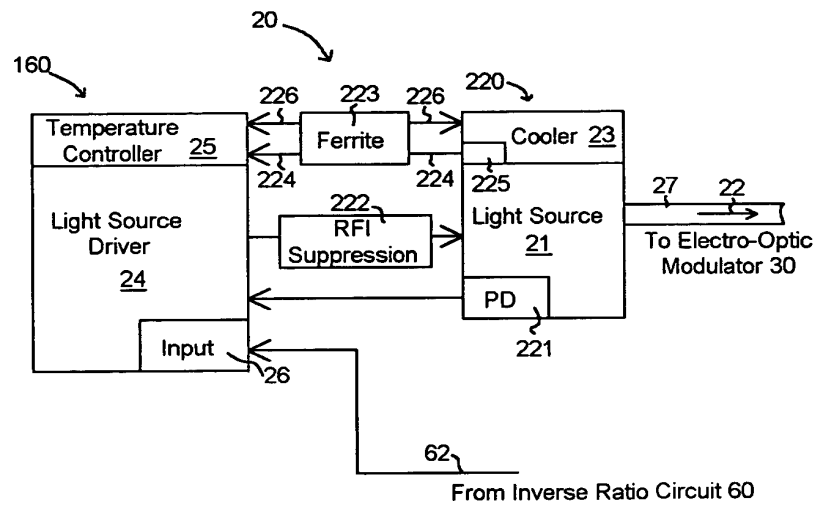 20
160
220
226
223
226
Temperature
Controller 25
Ferrite
Cooler 23
224
224
225
27
22
Light Source
Driver
24
222
RFI
Suppression
Light Source
21
To Electro-Optic
Modulator 30
PD
221
Input
26
62
From Inverse Ratio Circuit 60